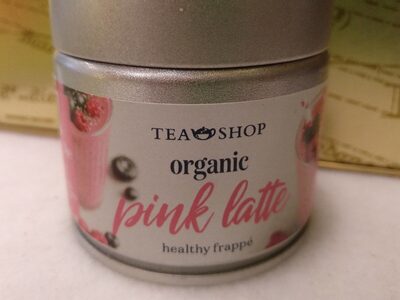 TEA SHOP
organic
pink latte
healthy frappé